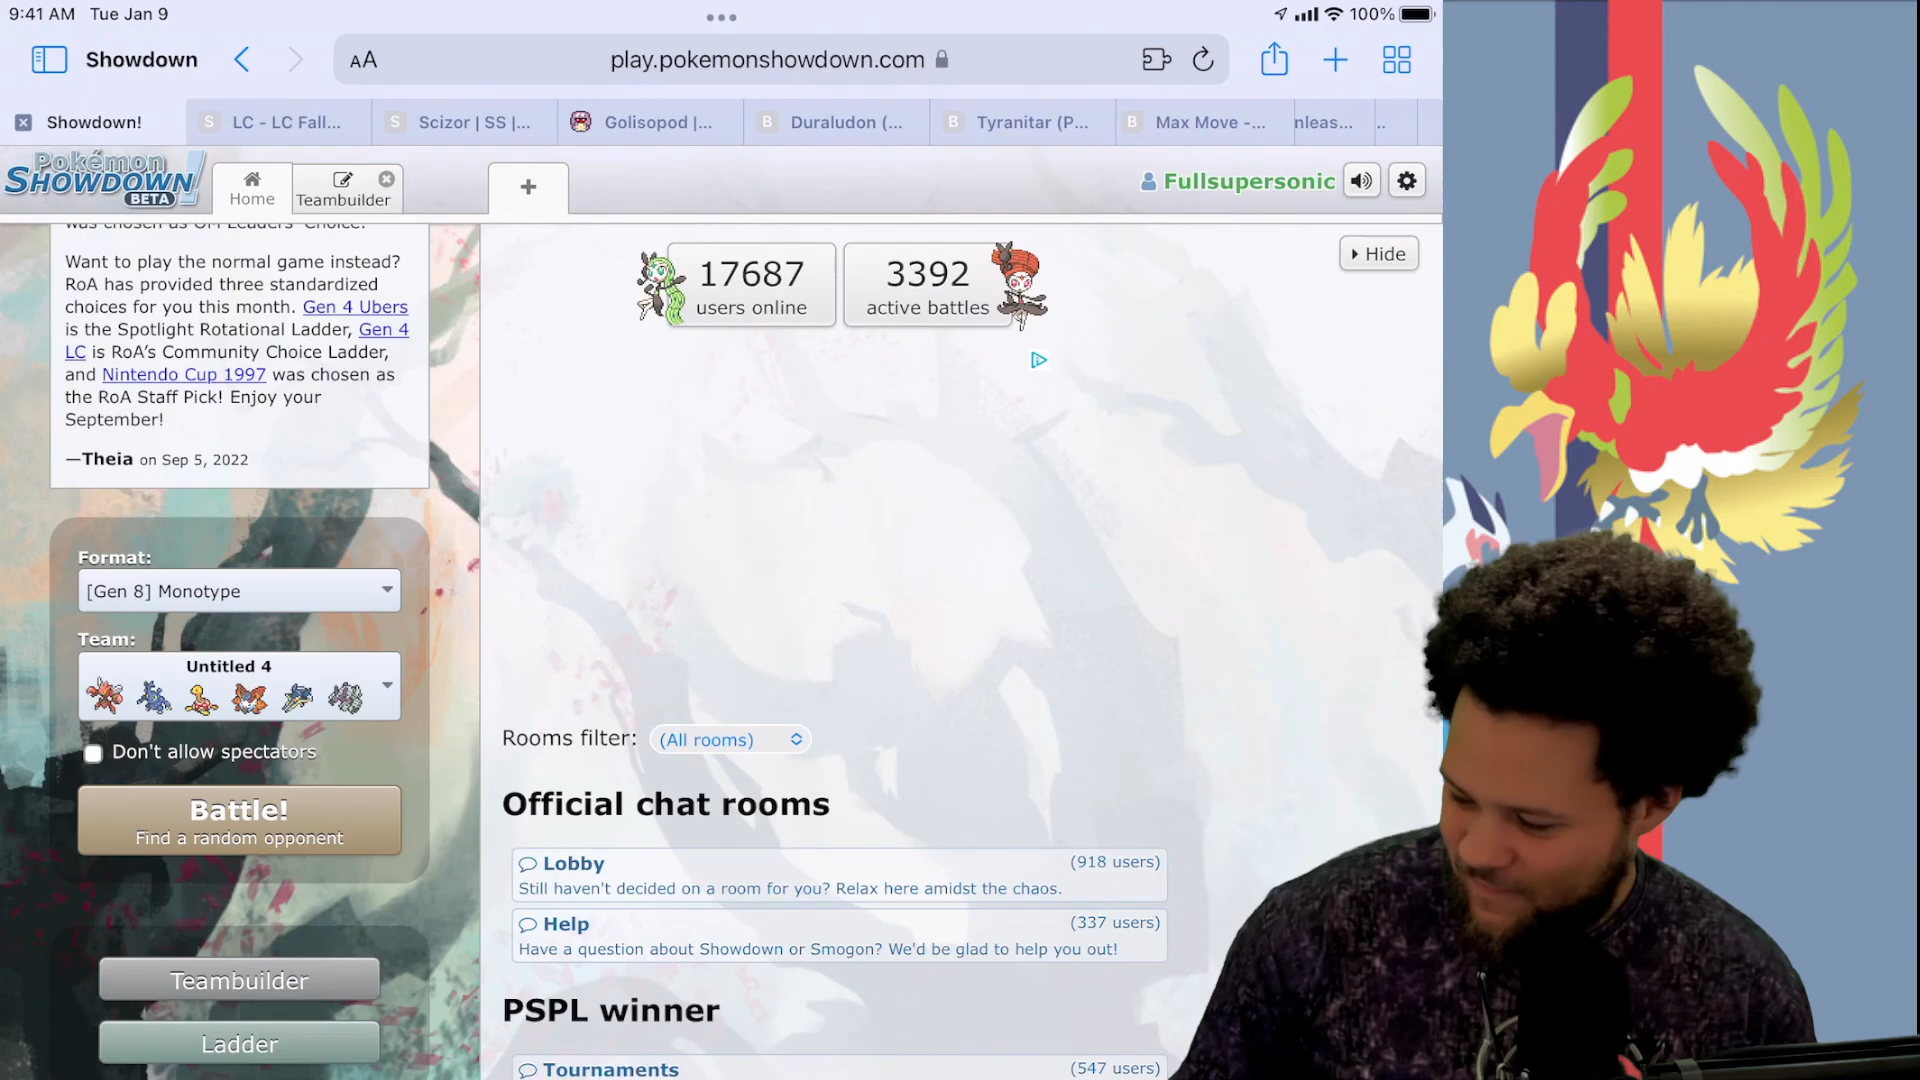 9:41 AM Tue Jan 9
100%
Showdown
AA
play.pokemonshowdown.com
Showdown!
S LC - LC Fall...
S Scizor | SS |...
Golisopod |...
B Duraludon (...
B Tyranitar (P...
B Max Move -...
nleas...
..
Pokémon
SHOWDOWN!
BETA
Home
Teambuilder
+
Fullsupersonic
Want to play the normal game instead?
RoA has provided three standardized
choices for you this month. Gen 4 Ubers
is the Spotlight Rotational Ladder, Gen 4
LC is RoA's Community Choice Ladder,
and Nintendo Cup 1997 was chosen as
the RoA Staff Pick! Enjoy your
September!
—Theia on Sep 5, 2022
Format:
[Gen 8] Monotype
Team:
Untitled 4
Don't allow spectators
Battle!
Find a random opponent
Teambuilder
Ladder
17687
users online
3392
active battles
Hide
Rooms filter: (All rooms)
Official chat rooms
Lobby (918 users)
Still haven't decided on a room for you? Relax here amidst the chaos.
Help (337 users)
Have a question about Showdown or Smogon? We'd be glad to help you out!
PSPL winner
Tournaments (547 users)